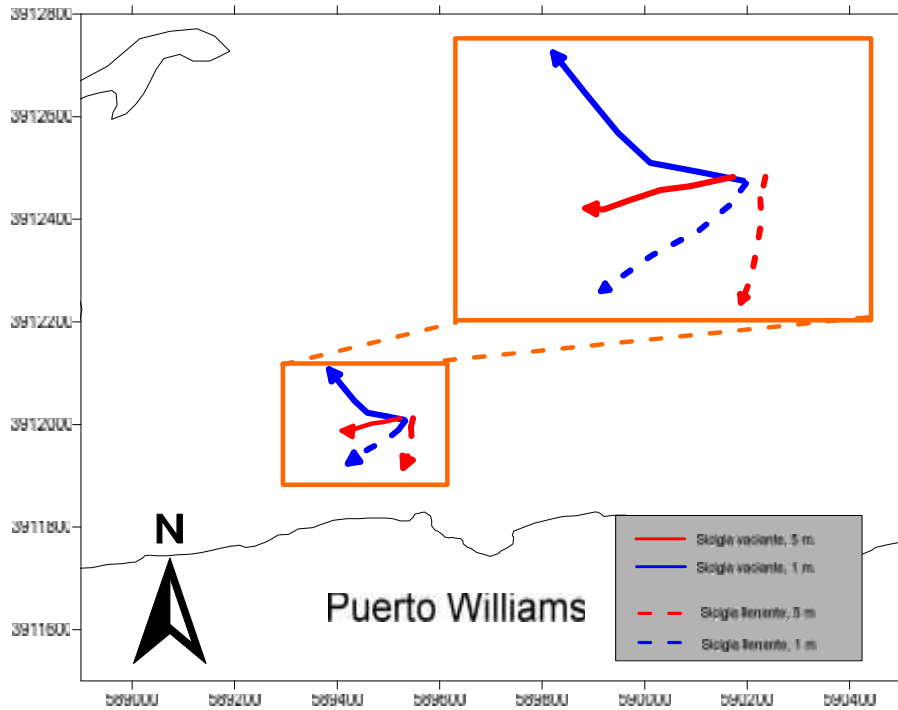 3912800
3912600
3912400
3912200
3912000
3911800
3911600
N
Puerto Williams
Sicigia vaciante, 5 m.
Sicigia vaciante, 1 m.
Sicigia llenante, 5 m
Sicigia llenante, 1 m
589000 589200 589400 589600 589800 590000 590200 590400